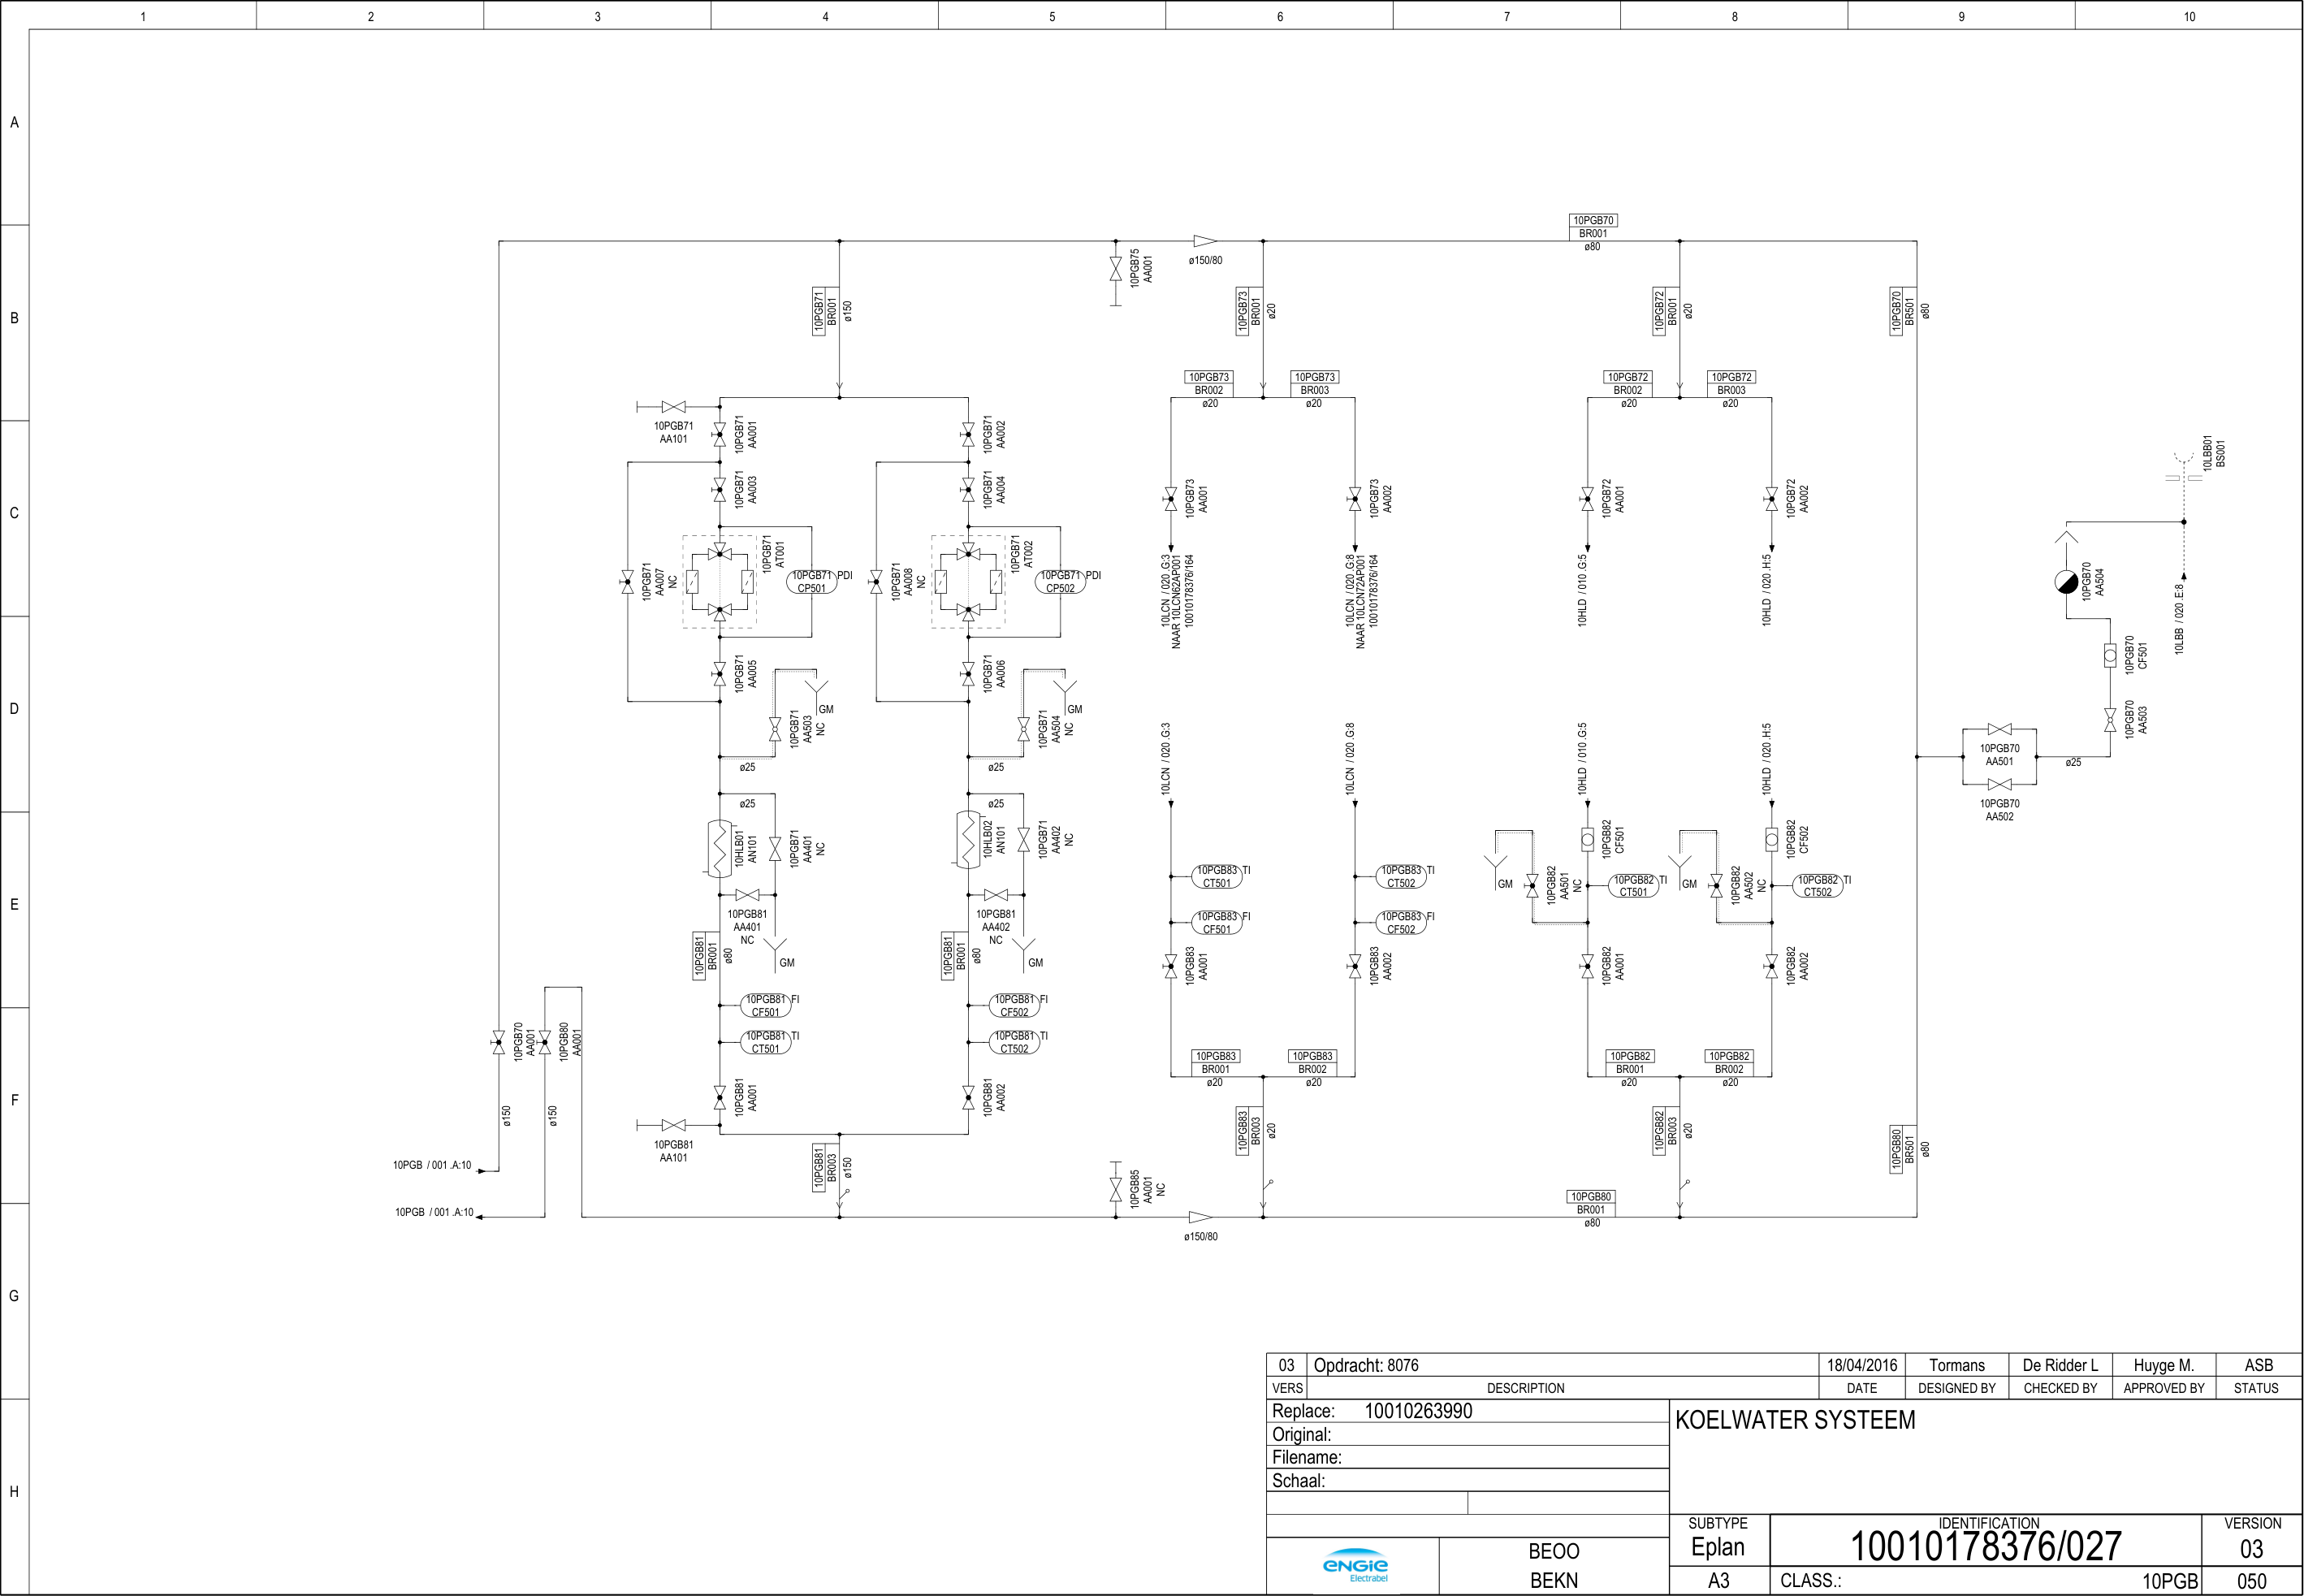 1 2 3 4 5 6 7 8 9 10
A
B
C
D
E
F
G
H
10PGB70
BR001
ø80
10PGB75
AA001
ø150/80
10PGB71
BR001
ø150
10PGB73
BR001
ø20
10PGB72
BR001
ø20
10PGB70
BR501
ø80
10PGB73
BR002
ø20
10PGB73
BR003
ø20
10PGB72
BR002
ø20
10PGB72
BR003
ø20
10PGB71
AA101
10PGB71
AA001
10PGB71
AA002
10PGB71
AA003
10PGB71
AA004
10PGB73
AA001
10PGB73
AA002
10PGB72
AA001
10PGB72
AA002
10LBB01
BS001
10PGB71
AA007
NC
10PGB71
AT001
10PGB71 PDI
CP501
10PGB71
AA008
NC
10PGB71
AT002
10PGB71 PDI
CP502
10LCN / 020 .G:3
NAAR 10LCN62AP001
10010178376/164
10LCN / 020 .G:8
NAAR 10LCN72AP001
10010178376/164
10HLD / 010 .G:5
10HLD / 020 .H:5
10PGB70
AA504
10LBB / 020 .E:8
10PGB70
CF501
10PGB70
AA503
10PGB71
AA005
10PGB71
AA006
GM
GM
10PGB71
AA503
NC
10PGB71
AA504
NC
ø25
ø25
10LCN / 020 .G:3
10LCN / 020 .G:8
10HLD / 010 .G:5
10HLD / 020 .H:5
10PGB70
AA501
ø25
10PGB70
AA502
ø25
ø25
10HLB01
AN101
10PGB71
AA401
NC
10HLB02
AN101
10PGB71
AA402
NC
10PGB82
CF501
10PGB82
CF502
10PGB83 TI
CT501
10PGB83 TI
CT502
GM
10PGB82
AA501
NC
10PGB82 TI
CT501
GM
10PGB82
AA502
NC
10PGB82 TI
CT502
10PGB81
AA401
NC
10PGB81
AA402
NC
10PGB83 FI
CF501
10PGB83 FI
CF502
10PGB81
BR001
ø80
GM
10PGB81
BR001
ø80
GM
10PGB83
AA001
10PGB83
AA002
10PGB82
AA001
10PGB82
AA002
10PGB81 FI
CF501
10PGB81 FI
CF502
10PGB70
AA001
10PGB80
AA001
10PGB81 TI
CT501
10PGB81 TI
CT502
10PGB83
BR001
ø20
10PGB83
BR002
ø20
10PGB82
BR001
ø20
10PGB82
BR002
ø20
10PGB81
AA001
10PGB81
AA002
ø150
ø150
10PGB83
BR003
ø20
10PGB82
BR003
ø20
10PGB80
BR501
ø80
10PGB81
AA101
10PGB / 001 .A:10
10PGB81
BR003
ø150
10PGB85
AA001
NC
10PGB80
BR001
ø80
10PGB / 001 .A:10
ø150/80
03 Opdracht: 8076 18/04/2016 Tormans De Ridder L Huyge M. ASB
VERS DESCRIPTION DATE DESIGNED BY CHECKED BY APPROVED BY STATUS
Replace: 10010263990
Original:
Filename:
Schaal:
KOELWATER SYSTEEM
ENGIE
Electrabel
BEOO
BEKN
SUBTYPE
Eplan
A3
IDENTIFICATION
10010178376/027
CLASS.: 10PGB
VERSION
03
050